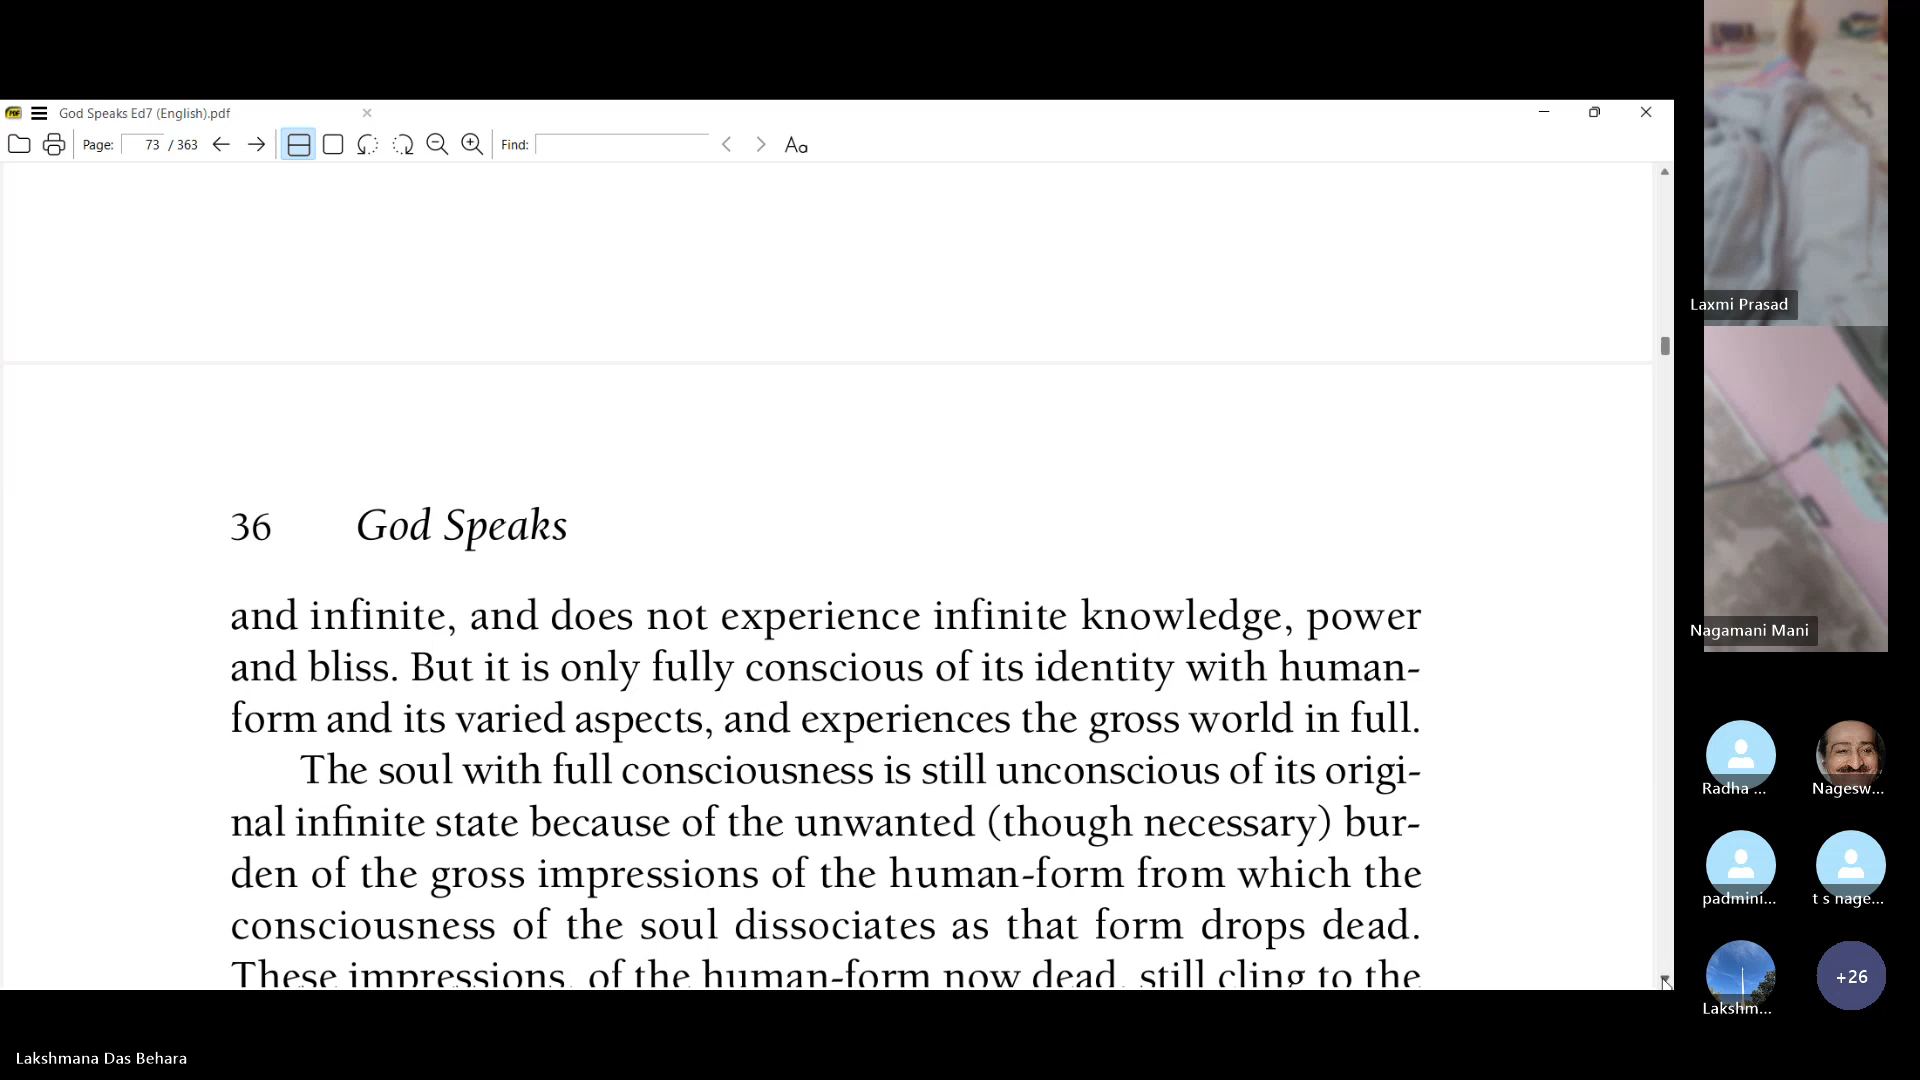 God Speaks Ed7 (English).pdf
Page: 73 / 363 Find: Aa
36 God Speaks
and infinite, and does not experience infinite knowledge, power
and bliss. But it is only fully conscious of its identity with human-
form and its varied aspects, and experiences the gross world in full.
The soul with full consciousness is still unconscious of its origi-
nal infinite state because of the unwanted (though necessary) bur-
den of the gross impressions of the human-form from which the
consciousness of the soul dissociates as that form drops dead.
These impressions, of the human-form now dead, still cling to the
Laxmi Prasad
Nagamani Mani
Radha ...
Nagesw...
padmini...
t s nage...
Lakshm...
+26
Lakshmana Das Behara